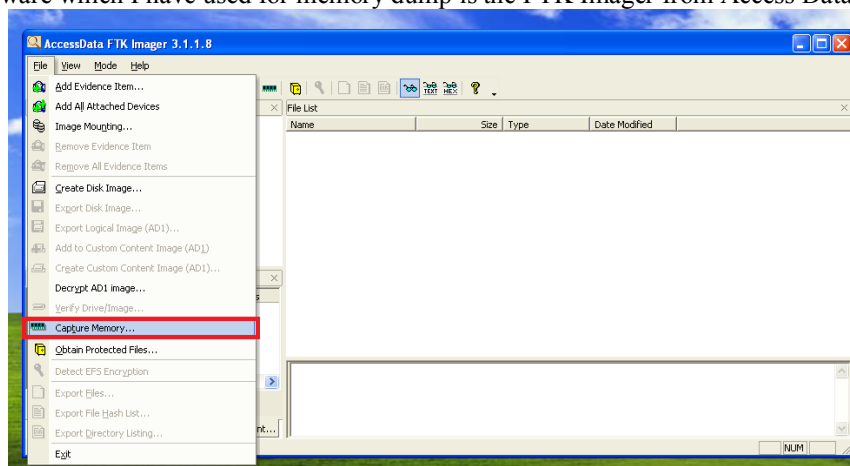 ware which I have used for memory dump is the FTK Imager from Access Data
AccessData FTK Imager 3.1.1.8
File View Mode Help
Add Evidence Item...
Add All Attached Devices
Image Mounting...
Remove Evidence Item
Remove All Evidence Items
Create Disk Image...
Export Disk Image...
Export Logical Image (AD1)...
Add to Custom Content Image (AD1)
Create Custom Content Image (AD1)...
Decrypt AD1 image...
Verify Drive/Image...
Capture Memory...
Obtain Protected Files...
Detect EFS Encryption
Export Files...
Export File Hash List...
Export Directory Listing...
Exit
TEXT HEX
File List
Name Size Type Date Modified
s
nt...
NUM